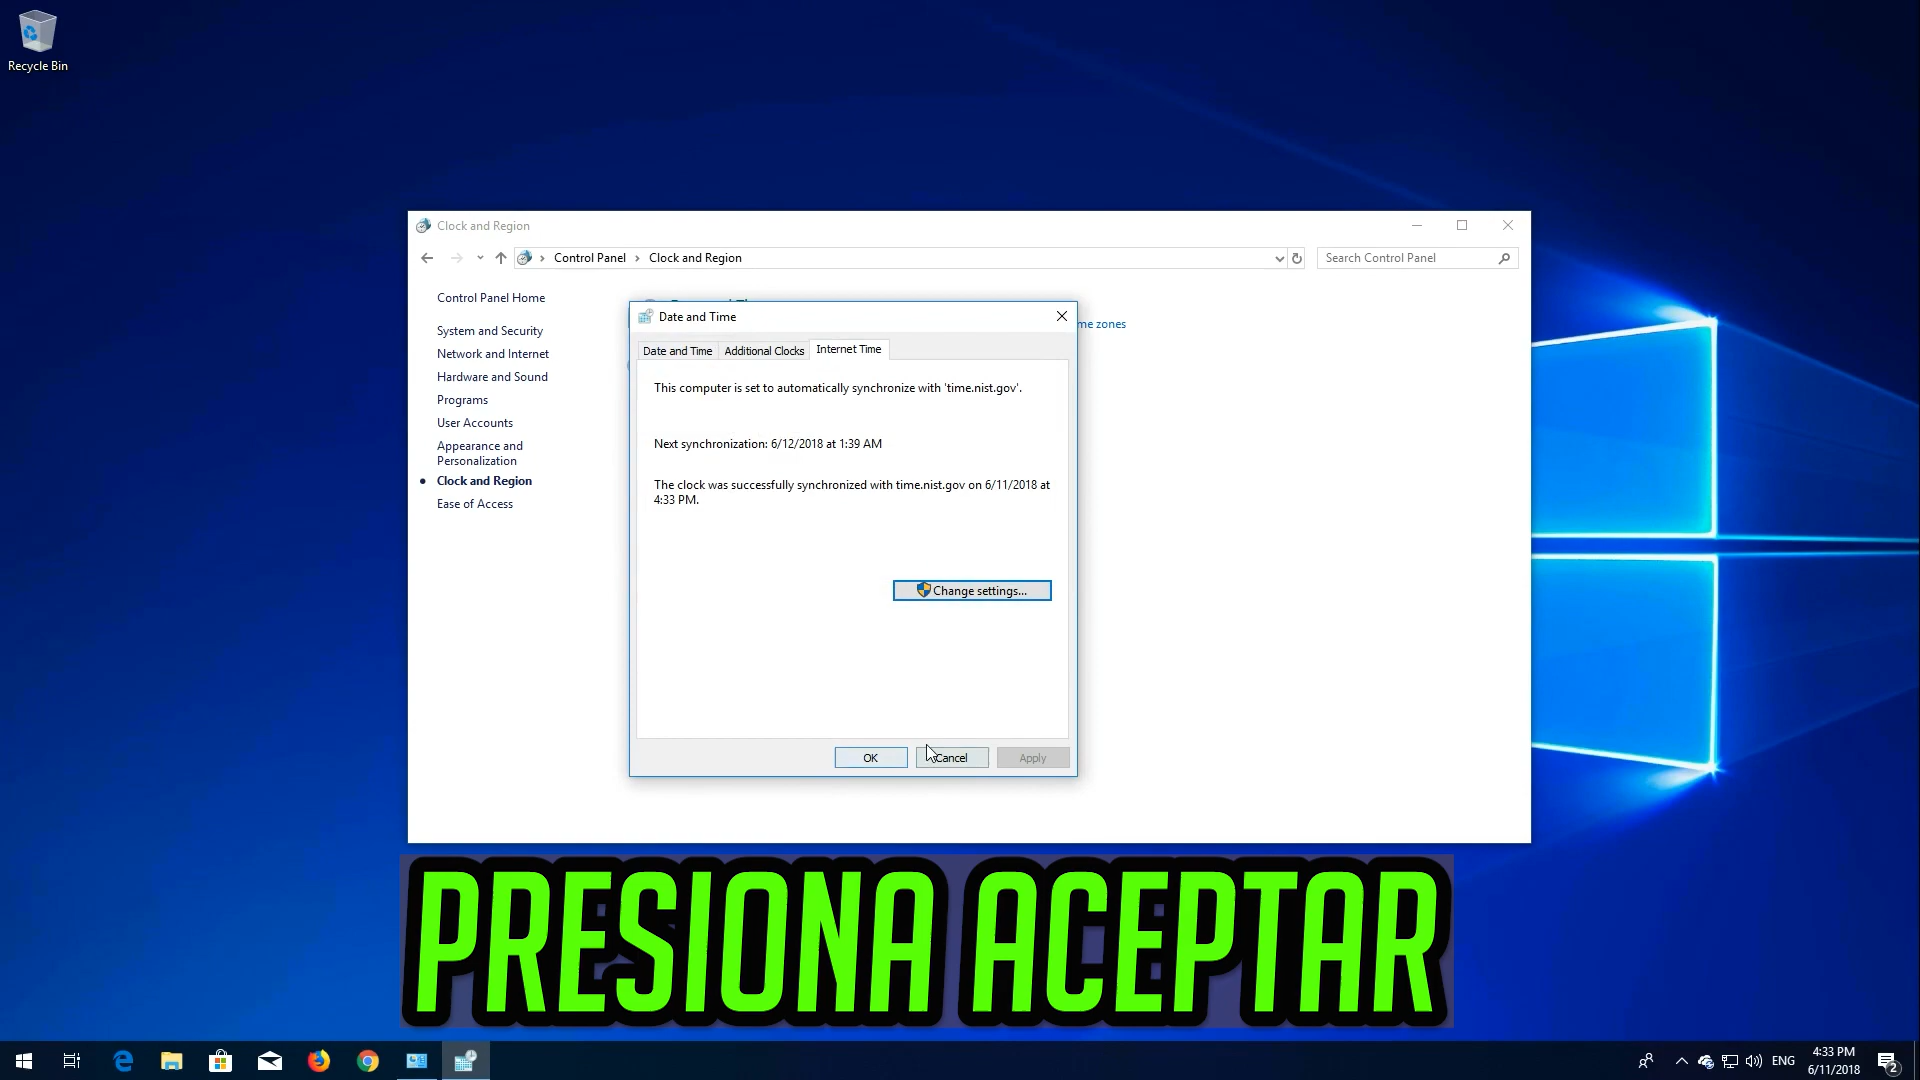 Recycle Bin
Clock and Region
Control Panel
Clock and Region
Search Control Panel
Control Panel Home
System and Security
Network and Internet
Hardware and Sound
Programs
User Accounts
Appearance and
Personalization
Clock and Region
Ease of Access
me zones
Date and Time
Date and Time
Additional Clocks
Internet Time
This computer is set to automatically synchronize with 'time.nist.gov'.
Next synchronization: 6/12/2018 at 1:39 AM
The clock was successfully synchronized with time.nist.gov on 6/11/2018 at
4:33 PM.
Change settings...
OK
Cancel
Apply
PRESIONA ACEPTAR
ENG
4:33 PM
6/11/2018
2